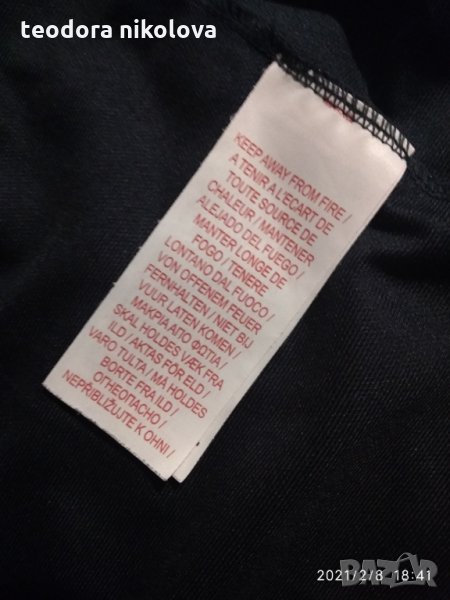 teodora nikolova
KEEP AWAY FROM FIRE /
A TENIR A L'ECART DE
TOUTE SOURCE DE
CHALEUR / MANTENER
ALEJADO DEL FUEGO /
MANTER LONGE DE
FOGO / TENERE
LONTANO DAL FUOCO /
VON OFFENEM FEUER
FERNHALTEN / NIET BIJ
VUUR LATEN KOMEN /
ΜΑΚΡΙΑ ΑΠΟ ΦΩΤΙΑ /
SKAL HOLDES VÆK FRA
ILD / AKTAS FÖR ELD /
VARO TULTA / MÅ HOLDES
BORTE FRA ILD /
ОГНЕОПАСНО /
NEPŘIBLIŽUJTE K OHNI /
2021/2/8 18:41
BAZAR